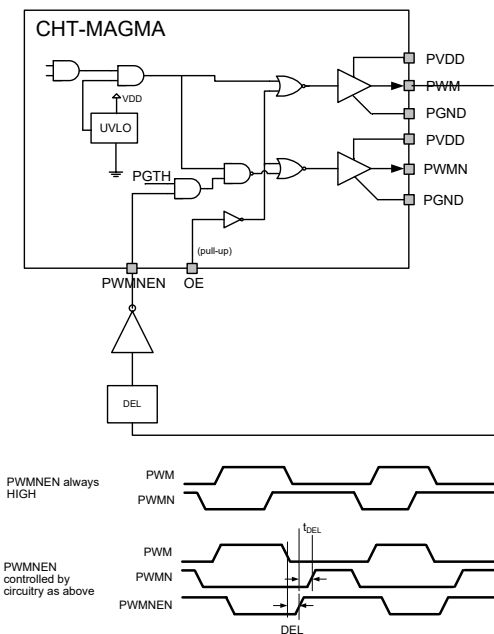 CHT-MAGMA
PVDD
PWM
PGND
VDD
UVLO
PVDD
PGTH
PWMN
PGND
(pull-up)
PWMNEN
OE
DEL
PWMNEN always
HIGH
PWM
PWMN
tDEL
PWMNEN
controlled by
circuitry as above
PWM
PWMN
PWMNEN
DEL